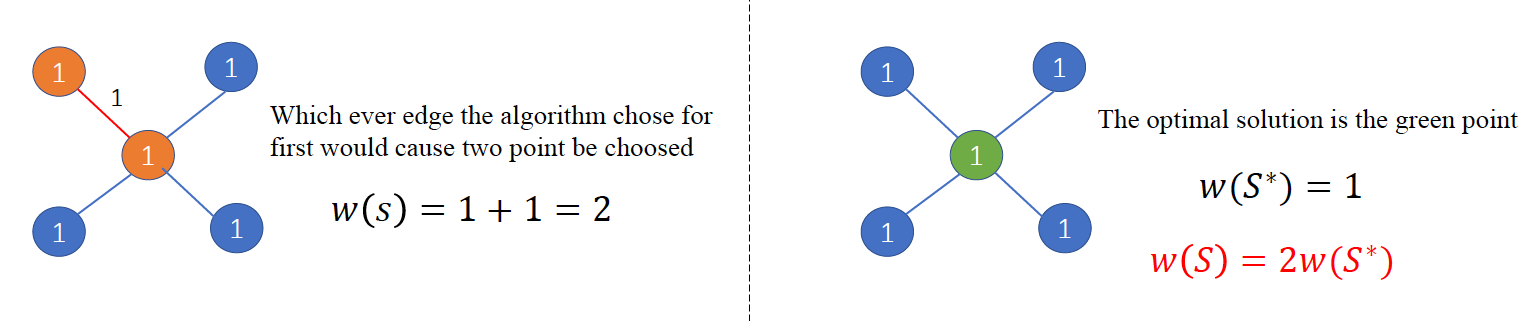 1
1
1
Which ever edge the algorithm chose for
first would cause two point be choosed
1
w(s) = 1 + 1 = 2
1
1
1
1
The optimal solution is the green point
1
w(S*) = 1
1
1
w(S) = 2w(S*)